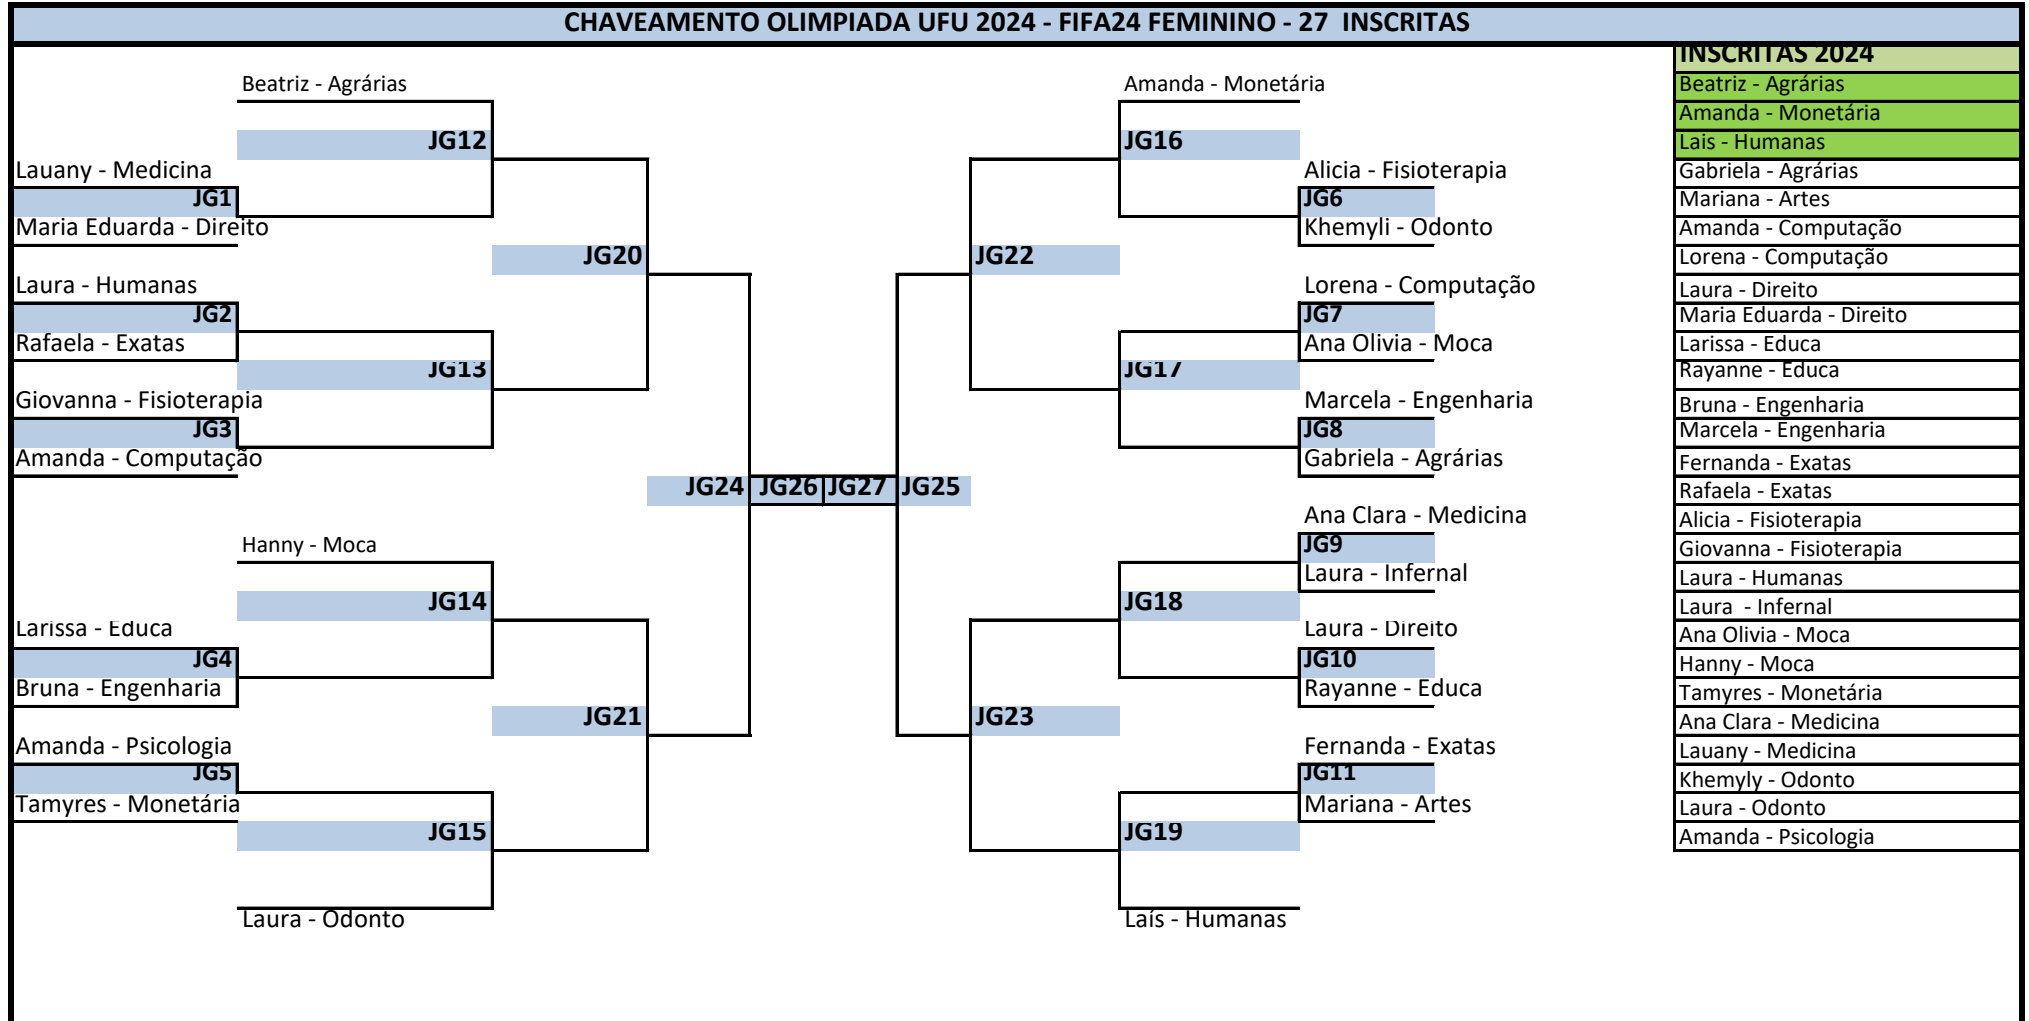 CHAVEAMENTO OLIMPIADA UFU 2024 - FIFA24 FEMININO - 27 INSCRITAS
Beatriz - Agrárias
JG12
Lauany - Medicina
JG1
Maria Eduarda - Direito
JG20
Laura - Humanas
JG2
Rafaela - Exatas
JG13
Giovanna - Fisioterapia
JG3
Amanda - Computação
JG24
JG26
JG27
JG25
Hanny - Moca
JG14
Larissa - Educa
JG4
Bruna - Engenharia
JG21
Amanda - Psicologia
JG5
Tamyres - Monetária
JG15
Laura - Odonto
Amanda - Monetária
JG16
Alicia - Fisioterapia
JG6
Khemyli - Odonto
JG22
Lorena - Computação
JG7
Ana Olivia - Moca
JG17
Marcela - Engenharia
JG8
Gabriela - Agrárias
Ana Clara - Medicina
JG9
Laura - Infernal
JG18
Laura - Direito
JG10
Rayanne - Educa
JG23
Fernanda - Exatas
JG11
Mariana - Artes
JG19
Laís - Humanas
INSCRITAS 2024
Beatriz - Agrárias
Amanda - Monetária
Lais - Humanas
Gabriela - Agrárias
Mariana - Artes
Amanda - Computação
Lorena - Computação
Laura - Direito
Maria Eduarda - Direito
Larissa - Educa
Rayanne - Educa
Bruna - Engenharia
Marcela - Engenharia
Fernanda - Exatas
Rafaela - Exatas
Alicia - Fisioterapia
Giovanna - Fisioterapia
Laura - Humanas
Laura - Infernal
Ana Olivia - Moca
Hanny - Moca
Tamyres - Monetária
Ana Clara - Medicina
Lauany - Medicina
Khemyly - Odonto
Laura - Odonto
Amanda - Psicologia